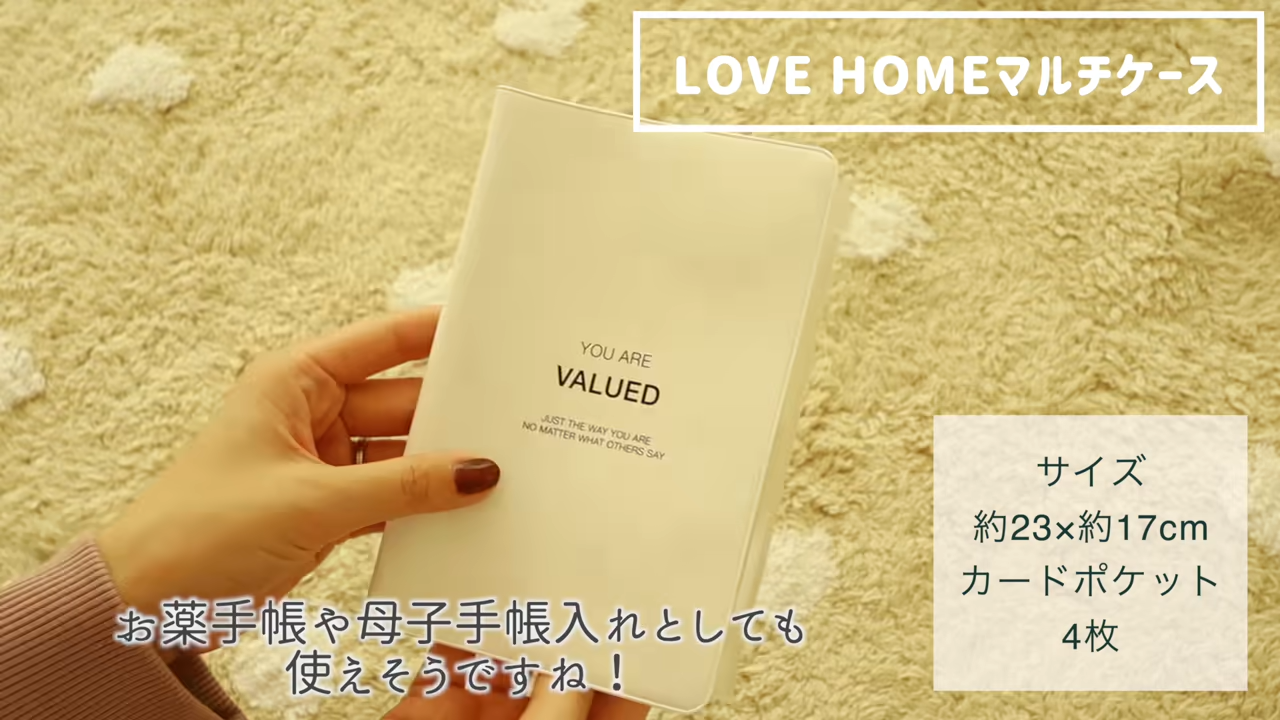 LOVE HOMEマルチケース
YOU ARE
VALUED
JUST THE WAY YOU ARE
NO MATTER WHAT OTHERS SAY
サイズ
約23×約17cm
カードポケット
4枚
お薬手帳や母子手帳入れとしても
使えそうですね！